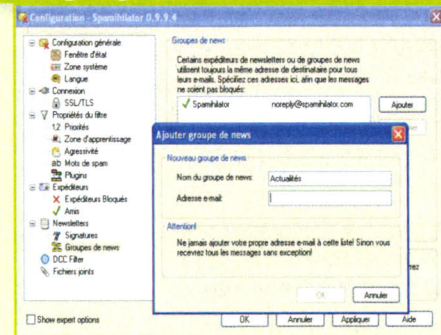 Configuration - Spamihilator 0.9.9.4
Configuration générale
Fenêtre d'état
Zone système
Langue
Connexion
SSL/TLS
Propriétés du filtre
Priorités
Zone d'apprentissage
Agressivité
Mots de spam
Plugins
Expéditeurs
Expéditeurs Bloqués
Amis
Newsletters
Signatures
Groupes de news
DCC Filter
Fichiers joints
Groupes de news
Certains expéditeurs de newsletters ou de groupes de news
utilisent toujours la même adresse de destinataire pour tous
leurs e-mails. Spécifiez ces adresses ici, afin que les messages
ne soient pas bloqués:
Spamihilator noreply@spamihilator.com
Ajouter
Ajouter groupe de news
Nouveau groupe de news
Nom du groupe de news: Actualités
Adresse e-mail:
Attention!
Ne jamais ajouter votre propre adresse e-mail à cette liste! Sinon vous
recevrez tous les messages sans exception!
OK Annuler
Show expert options
OK Annuler Appliquer Aide